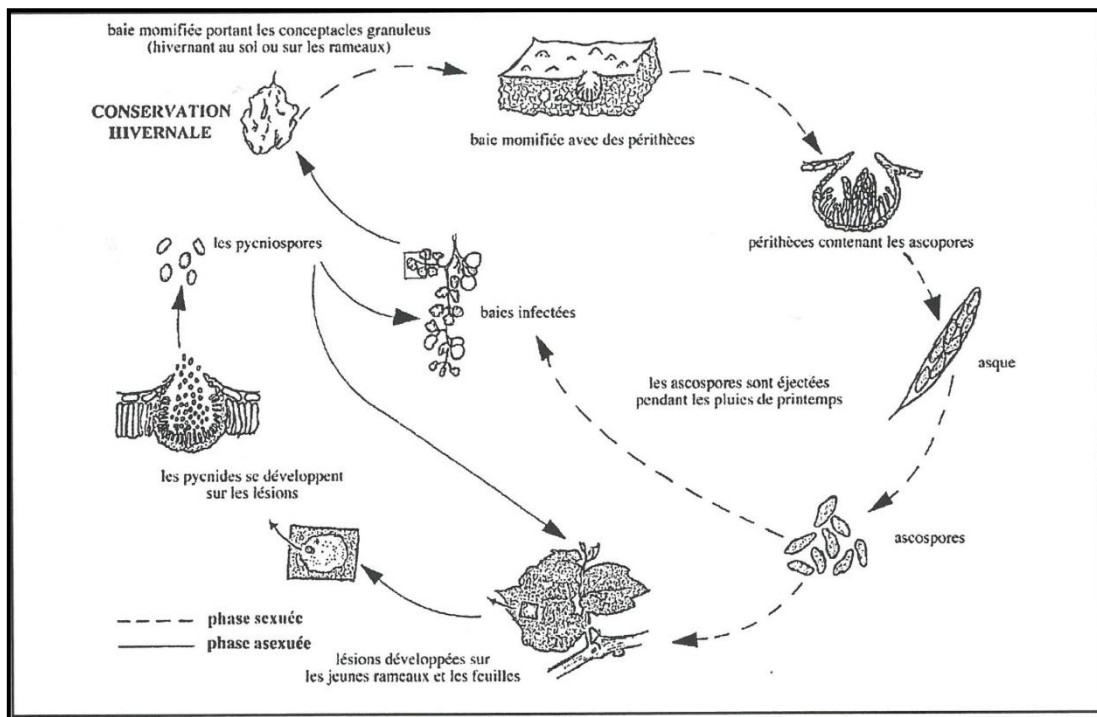 baie momifiée portant les conceptacles granuleus
(hivernant au sol ou sur les rameaux)
CONSERVATION
HIVERNALE
baie momifiée avec des périthèces
les pycniospores
périthèces contenant les ascopores
baies infectées
asque
les ascospores sont éjectées
pendant les pluies de printemps
les pycnides se développent
sur les lésions
ascospores
phase sexuée
phase asexuée
lésions développées sur
les jeunes rameaux et les feuilles